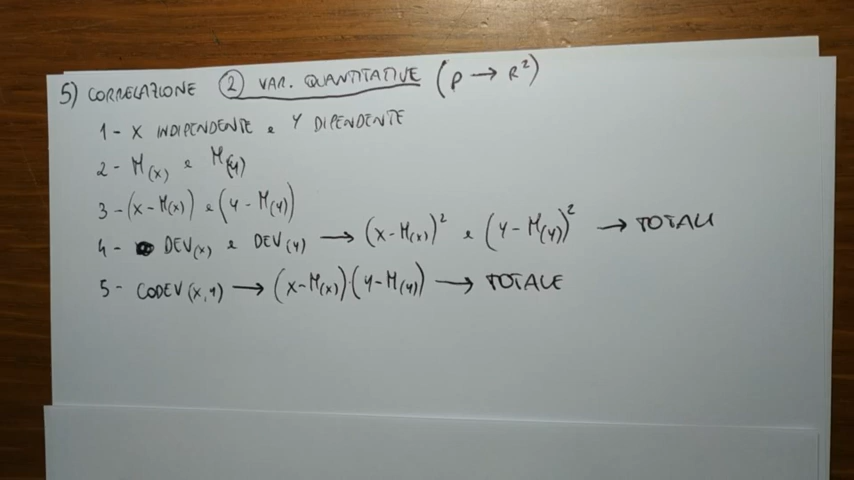 5) CORRELAZIONE 2 VAR. QUANTITATIVE (ρ → R²)
1 - X INDIPENDENTE e Y DIPENDENTE
2 - M(x) e M(y)
3 - (x - M(x)) e (y - M(y))
4 - DEV(x) e DEV(y) → (x - M(x))² e (y - M(y))² → TOTALI
5 - CODEV(x,y) → (x - M(x))·(y - M(y)) → TOTALE